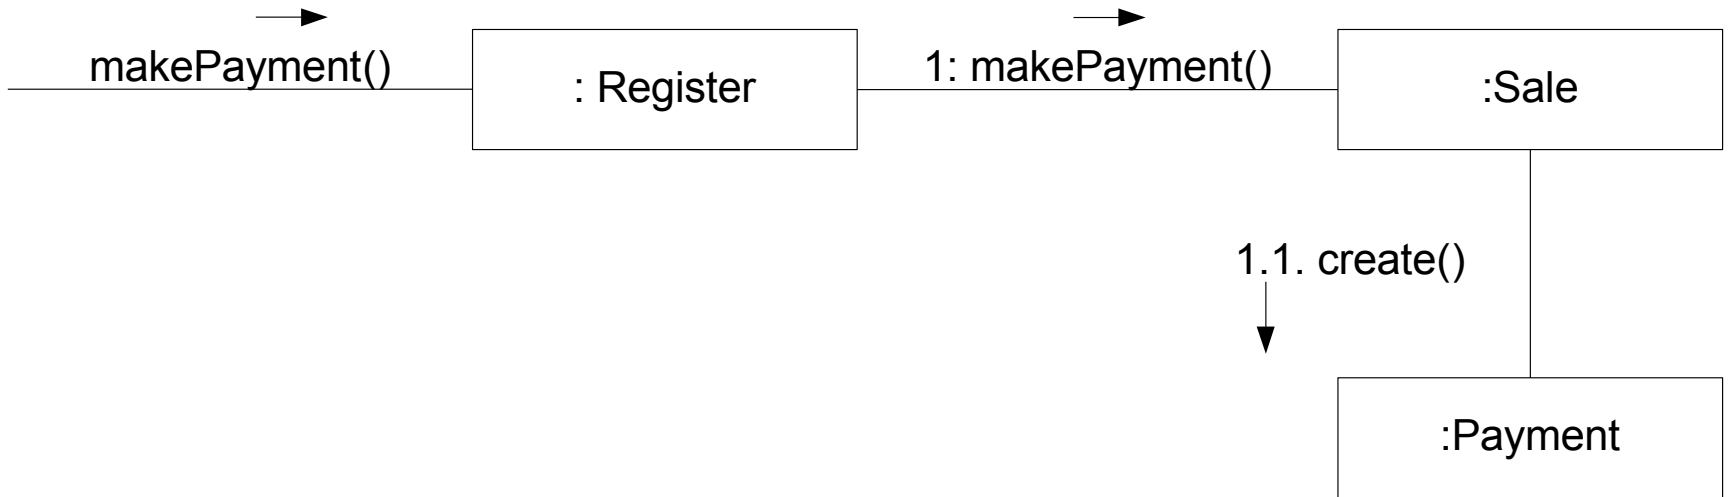 makePayment()
: Register
1: makePayment()
:Sale
1.1. create()
:Payment